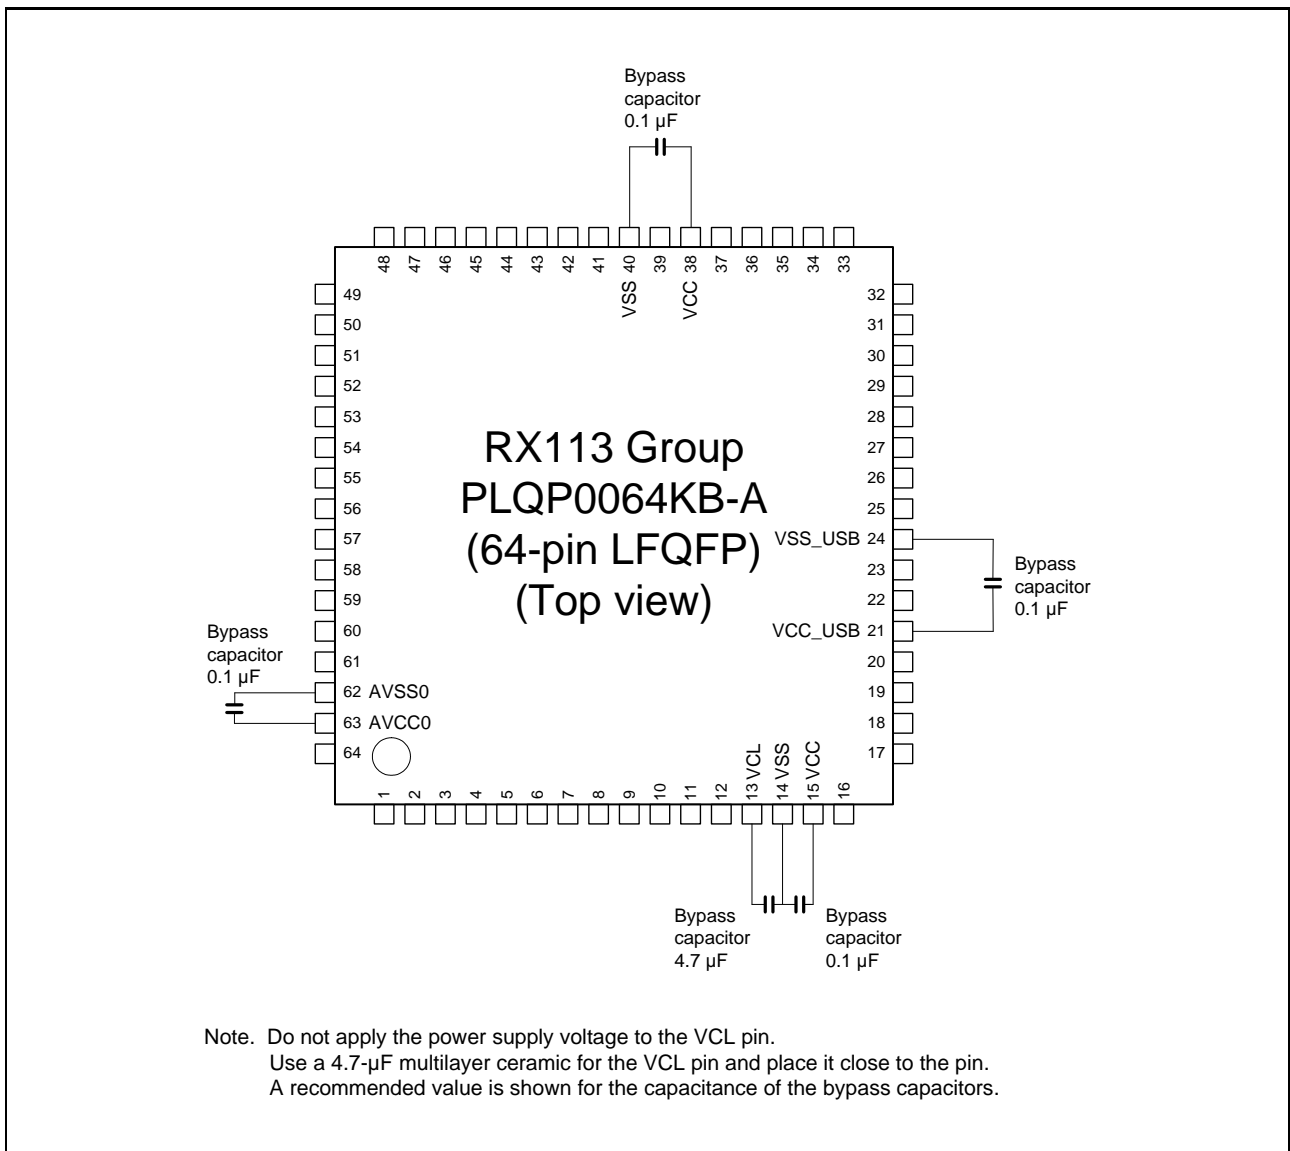 Bypass
capacitor
0.1 µF
48 47 46 45 44 43 42 41 40 39 38 37 36 35 34 33
VSS VCC
49
50
51
52
53
54
55
56
57
58
59
60
61
62 AVSS0
63 AVCC0
64
32
31
30
29
28
27
26
25
VSS_USB 24
23
22
VCC_USB 21
20
19
18
17
RX113 Group
PLQP0064KB-A
(64-pin LFQFP)
(Top view)
Bypass
capacitor
0.1 µF
Bypass
capacitor
0.1 µF
1 2 3 4 5 6 7 8 9 10 11 12 13 VCL 14 VSS 15 VCC 16
Bypass
capacitor
4.7 µF
Bypass
capacitor
0.1 µF
Note. Do not apply the power supply voltage to the VCL pin.
Use a 4.7-µF multilayer ceramic for the VCL pin and place it close to the pin.
A recommended value is shown for the capacitance of the bypass capacitors.